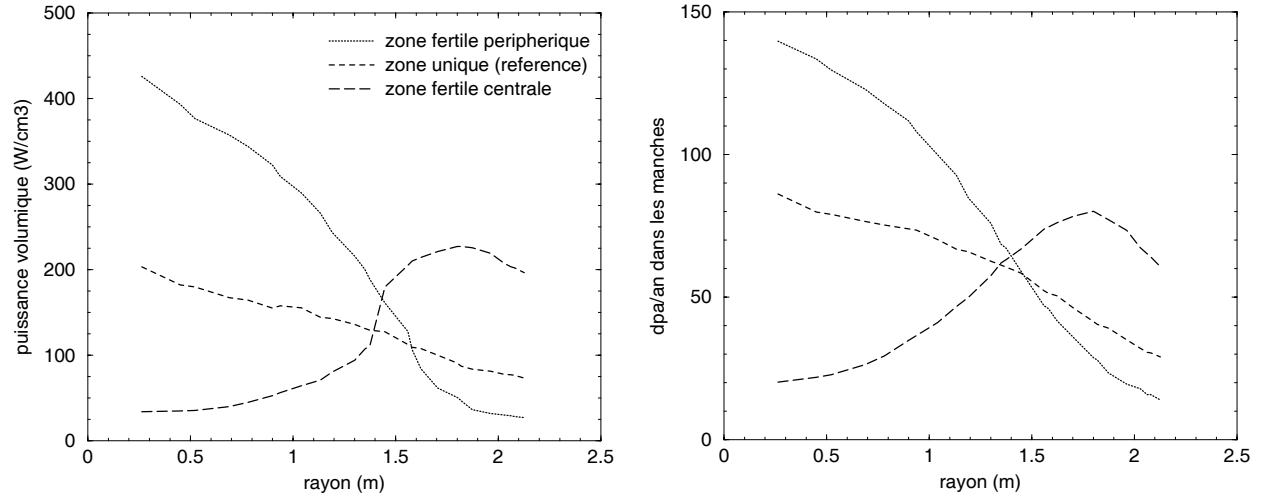 500
400
300
200
100
0
puissance volumique (W/cm3)
zone fertile peripherique
zone unique (reference)
zone fertile centrale
0 0.5 1 1.5 2 2.5
rayon (m)
150
100
50
0
dpa/an dans les manches
0 0.5 1 1.5 2 2.5
rayon (m)